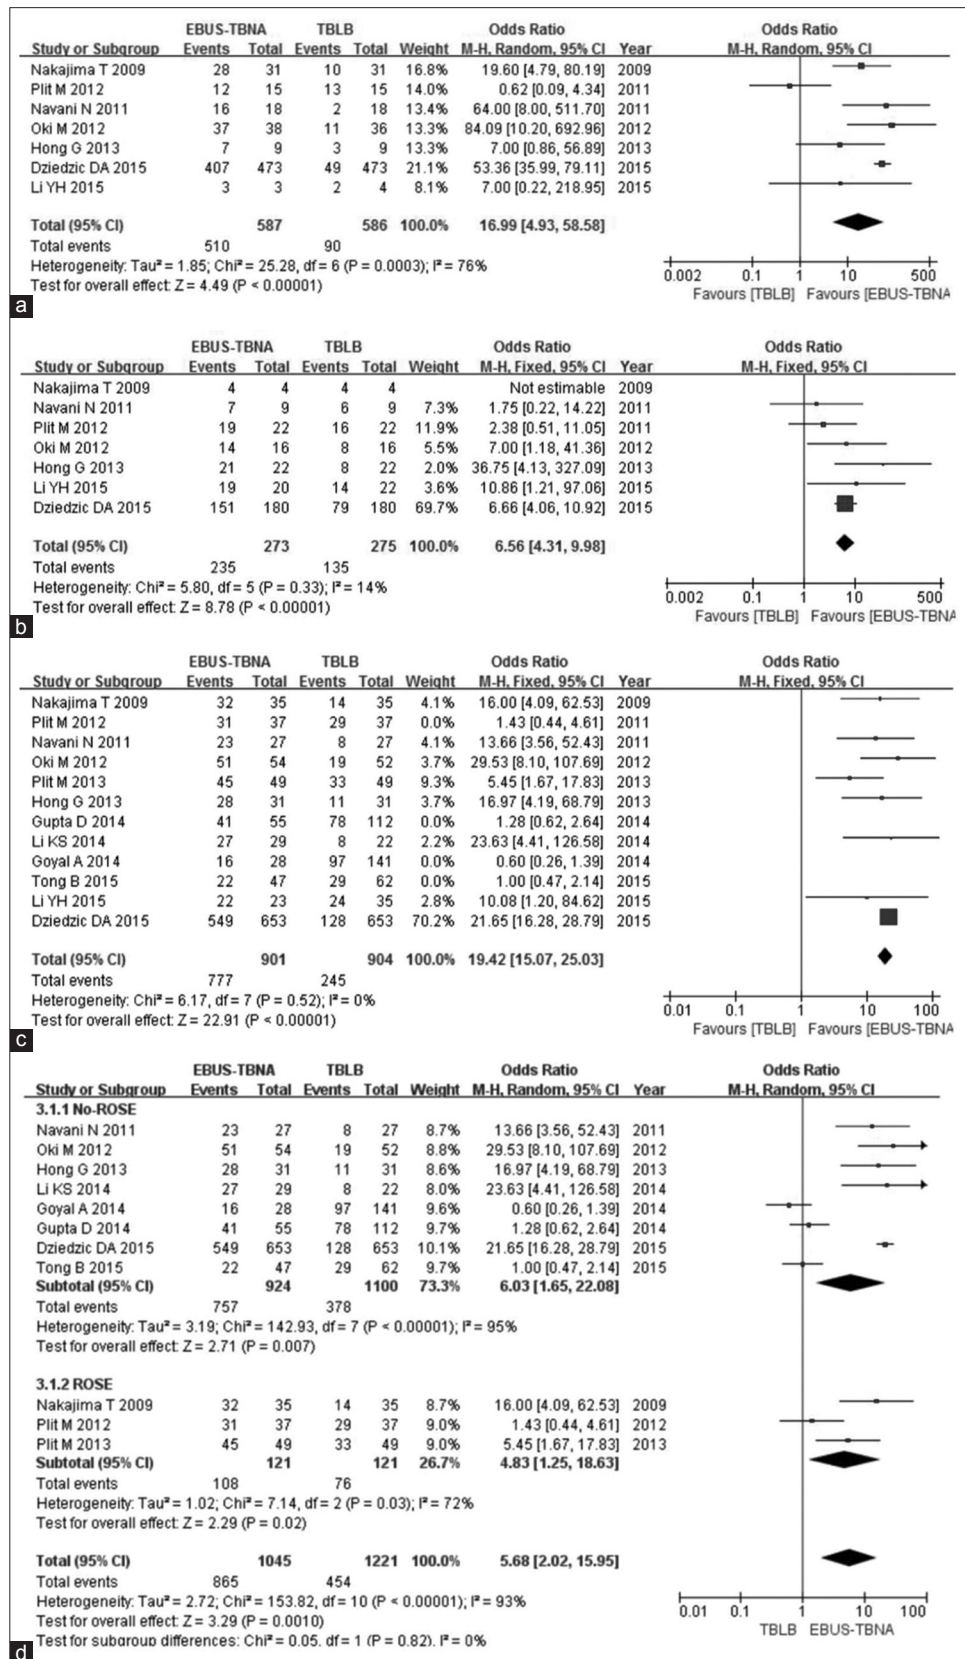 EBUS-TBNA TBLB Odds Ratio Odds Ratio
Study or Subgroup Events Total Events Total Weight M-H, Random, 95% CI Year M-H, Random, 95% CI
Nakajima T 2009 28 31 10 31 16.8% 19.60 [4.79, 80.19] 2009
Plit M 2012 12 15 13 15 14.0% 0.62 [0.09, 4.34] 2011
Navani N 2011 16 18 2 18 13.4% 64.00 [8.00, 511.70] 2011
Oki M 2012 37 38 11 36 13.3% 84.09 [10.20, 692.96] 2012
Hong G 2013 7 9 3 9 13.3% 7.00 [0.86, 56.89] 2013
Dziedzic DA 2015 407 473 49 473 21.1% 53.36 [35.99, 79.11] 2015
Li YH 2015 3 3 2 4 8.1% 7.00 [0.22, 218.95] 2015
Total (95% CI) 587 586 100.0% 16.99 [4.93, 58.58]
Total events 510 90
Heterogeneity: Tau² = 1.85; Chi² = 25.28, df = 6 (P = 0.0003); I² = 76%
Test for overall effect: Z = 4.49 (P < 0.00001)
0.002 0.1 1 10 500
Favours [TBLB] Favours [EBUS-TBNA
a
EBUS-TBNA TBLB Odds Ratio Odds Ratio
Study or Subgroup Events Total Events Total Weight M-H, Fixed, 95% CI Year M-H, Fixed, 95% CI
Nakajima T 2009 4 4 4 4 Not estimable 2009
Navani N 2011 7 9 6 9 7.3% 1.75 [0.22, 14.22] 2011
Plit M 2012 19 22 16 22 11.9% 2.38 [0.51, 11.05] 2011
Oki M 2012 14 16 8 16 5.5% 7.00 [1.18, 41.36] 2012
Hong G 2013 21 22 8 22 2.0% 36.75 [4.13, 327.09] 2013
Li YH 2015 19 20 14 22 3.6% 10.86 [1.21, 97.06] 2015
Dziedzic DA 2015 151 180 79 180 69.7% 6.66 [4.06, 10.92] 2015
Total (95% CI) 273 275 100.0% 6.56 [4.31, 9.98]
Total events 235 135
Heterogeneity: Chi² = 5.80, df = 5 (P = 0.33); I² = 14%
Test for overall effect: Z = 8.78 (P < 0.00001)
0.002 0.1 1 10 500
Favours [TBLB] Favours [EBUS-TBNA
b
EBUS-TBNA TBLB Odds Ratio Odds Ratio
Study or Subgroup Events Total Events Total Weight M-H, Fixed, 95% CI Year M-H, Fixed, 95% CI
Nakajima T 2009 32 35 14 35 4.1% 16.00 [4.09, 62.53] 2009
Plit M 2012 31 37 29 37 0.0% 1.43 [0.44, 4.61] 2011
Navani N 2011 23 27 8 27 4.1% 13.66 [3.56, 52.43] 2011
Oki M 2012 51 54 19 52 3.7% 29.53 [8.10, 107.69] 2012
Plit M 2013 45 49 33 49 9.3% 5.45 [1.67, 17.83] 2013
Hong G 2013 28 31 11 31 3.7% 16.97 [4.19, 68.79] 2013
Gupta D 2014 41 55 78 112 0.0% 1.28 [0.62, 2.64] 2014
Li KS 2014 27 29 8 22 2.2% 23.63 [4.41, 126.58] 2014
Goyal A 2014 16 28 97 141 0.0% 0.60 [0.26, 1.39] 2014
Tong B 2015 22 47 29 62 0.0% 1.00 [0.47, 2.14] 2015
Li YH 2015 22 23 24 35 2.8% 10.08 [1.20, 84.62] 2015
Dziedzic DA 2015 549 653 128 653 70.2% 21.65 [16.28, 28.79] 2015
Total (95% CI) 901 904 100.0% 19.42 [15.07, 25.03]
Total events 777 245
Heterogeneity: Chi² = 6.17, df = 7 (P = 0.52); I² = 0%
Test for overall effect: Z = 22.91 (P < 0.00001)
0.01 0.1 1 10 100
Favours [TBLB] Favours [EBUS-TBNA
c
EBUS-TBNA TBLB Odds Ratio Odds Ratio
Study or Subgroup Events Total Events Total Weight M-H, Random, 95% CI Year M-H, Random, 95% CI
3.1.1 No-ROSE
Navani N 2011 23 27 8 27 8.7% 13.66 [3.56, 52.43] 2011
Oki M 2012 51 54 19 52 8.8% 29.53 [8.10, 107.69] 2012
Hong G 2013 28 31 11 31 8.6% 16.97 [4.19, 68.79] 2013
Li KS 2014 27 29 8 22 8.0% 23.63 [4.41, 126.58] 2014
Goyal A 2014 16 28 97 141 9.6% 0.60 [0.26, 1.39] 2014
Gupta D 2014 41 55 78 112 9.7% 1.28 [0.62, 2.64] 2014
Dziedzic DA 2015 549 653 128 653 10.1% 21.65 [16.28, 28.79] 2015
Tong B 2015 22 47 29 62 9.7% 1.00 [0.47, 2.14] 2015
Subtotal (95% CI) 924 1100 73.3% 6.03 [1.65, 22.08]
Total events 757 378
Heterogeneity: Tau² = 3.19; Chi² = 142.93, df = 7 (P < 0.00001); I² = 95%
Test for overall effect: Z = 2.71 (P = 0.007)
3.1.2 ROSE
Nakajima T 2009 32 35 14 35 8.7% 16.00 [4.09, 62.53] 2009
Plit M 2012 31 37 29 37 9.0% 1.43 [0.44, 4.61] 2012
Plit M 2013 45 49 33 49 9.0% 5.45 [1.67, 17.83] 2013
Subtotal (95% CI) 121 121 26.7% 4.83 [1.25, 18.63]
Total events 108 76
Heterogeneity: Tau² = 1.02; Chi² = 7.14, df = 2 (P = 0.03); I² = 72%
Test for overall effect: Z = 2.29 (P = 0.02)
Total (95% CI) 1045 1221 100.0% 5.68 [2.02, 15.95]
Total events 865 454
Heterogeneity: Tau² = 2.72; Chi² = 153.82, df = 10 (P < 0.00001); I² = 93%
Test for overall effect: Z = 3.29 (P = 0.0010)
Test for subgroup differences: Chi² = 0.05, df = 1 (P = 0.82), I² = 0%
0.01 0.1 1 10 100
TBLB EBUS-TBNA
d